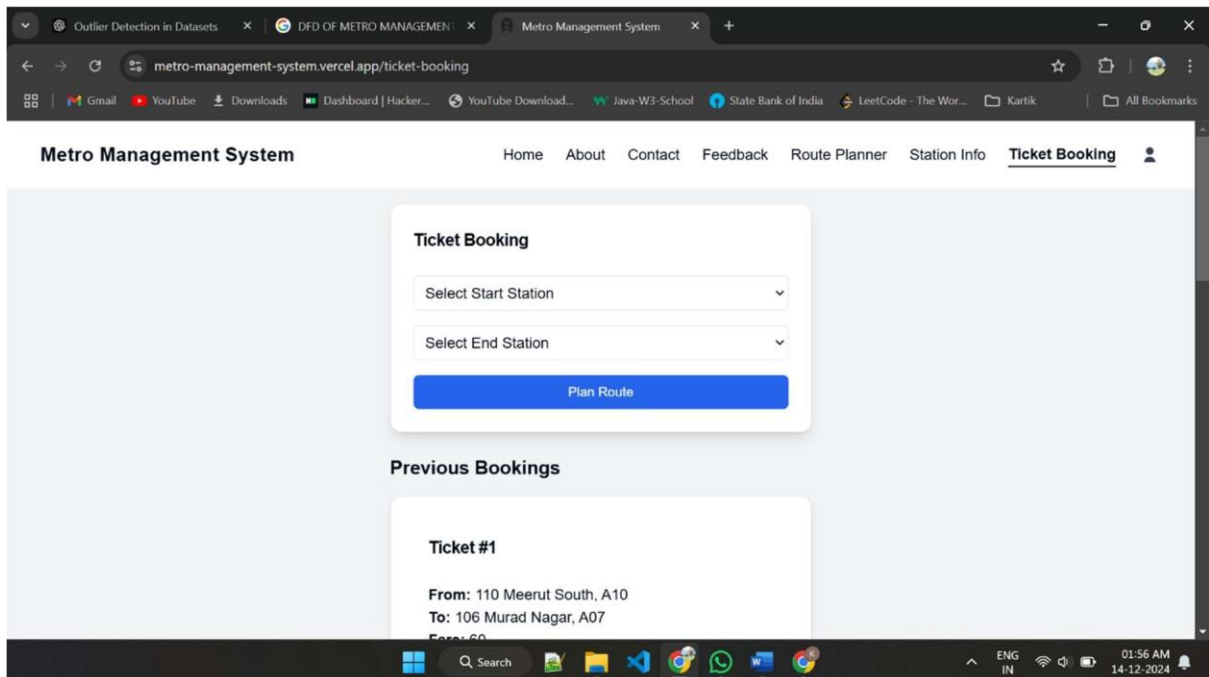 Outlier Detection in Datasets
DFD OF METRO MANAGEMEN
Metro Management System
metro-management-system.vercel.app/ticket-booking
Gmail YouTube Downloads Dashboard | Hacker... YouTube Download... Java-W3-School State Bank of India LeetCode - The Wor... Kartik All Bookmarks
Metro Management System
Home About Contact Feedback Route Planner Station Info Ticket Booking
Ticket Booking
Select Start Station
Select End Station
Plan Route
Previous Bookings
Ticket #1
From: 110 Meerut South, A10
To: 106 Murad Nagar, A07
Fare: 60
Search
ENG
IN
01:56 AM
14-12-2024